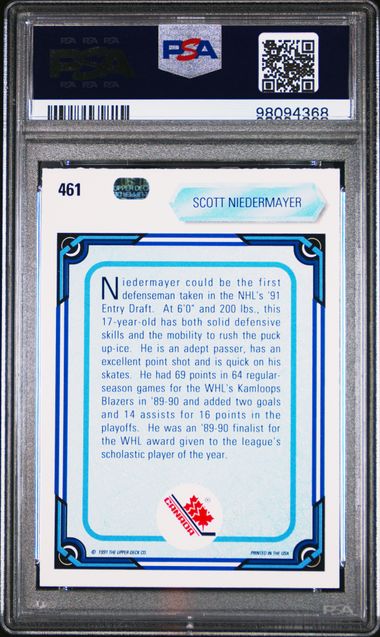 PSA
98094368
461
UPPER DECK
SCOTT NIEDERMAYER
Niedermayer could be the first
defenseman taken in the NHL's '91
Entry Draft. At 6'0" and 200 lbs., this
17-year-old has both solid defensive
skills and the mobility to rush the puck
up-ice. He is an adept passer, has an
excellent point shot and is quick on his
skates. He had 69 points in 64 regular-
season games for the WHL's Kamloops
Blazers in '89-90 and added two goals
and 14 assists for 16 points in the
playoffs. He was an '89-90 finalist for
the WHL award given to the league's
scholastic player of the year.
CANADA
© 1991 THE UPPER DECK CO. PRINTED IN THE USA
PSA